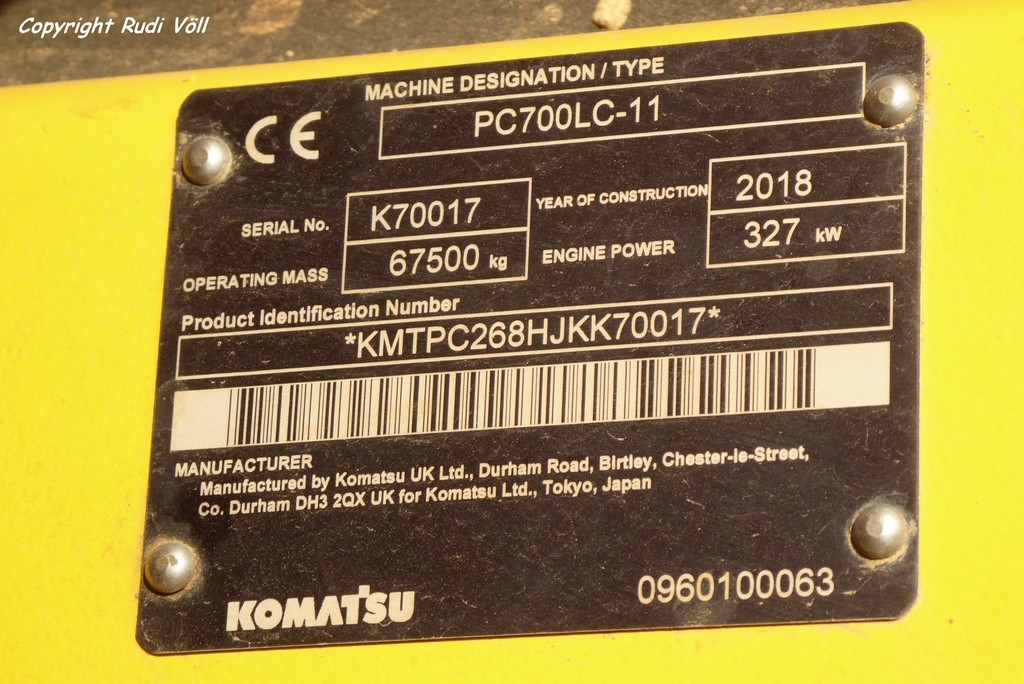 Copyright Rudi Völl
MACHINE DESIGNATION / TYPE
PC700LC-11
CE
SERIAL No. K70017 YEAR OF CONSTRUCTION 2018
OPERATING MASS 67500 kg ENGINE POWER 327 kW
Product Identification Number
*KMTPC268HJKK70017*
MANUFACTURER
Manufactured by Komatsu UK Ltd., Durham Road, Birtley, Chester-le-Street,
Co. Durham DH3 2QX UK for Komatsu Ltd., Tokyo, Japan
KOMATSU 0960100063